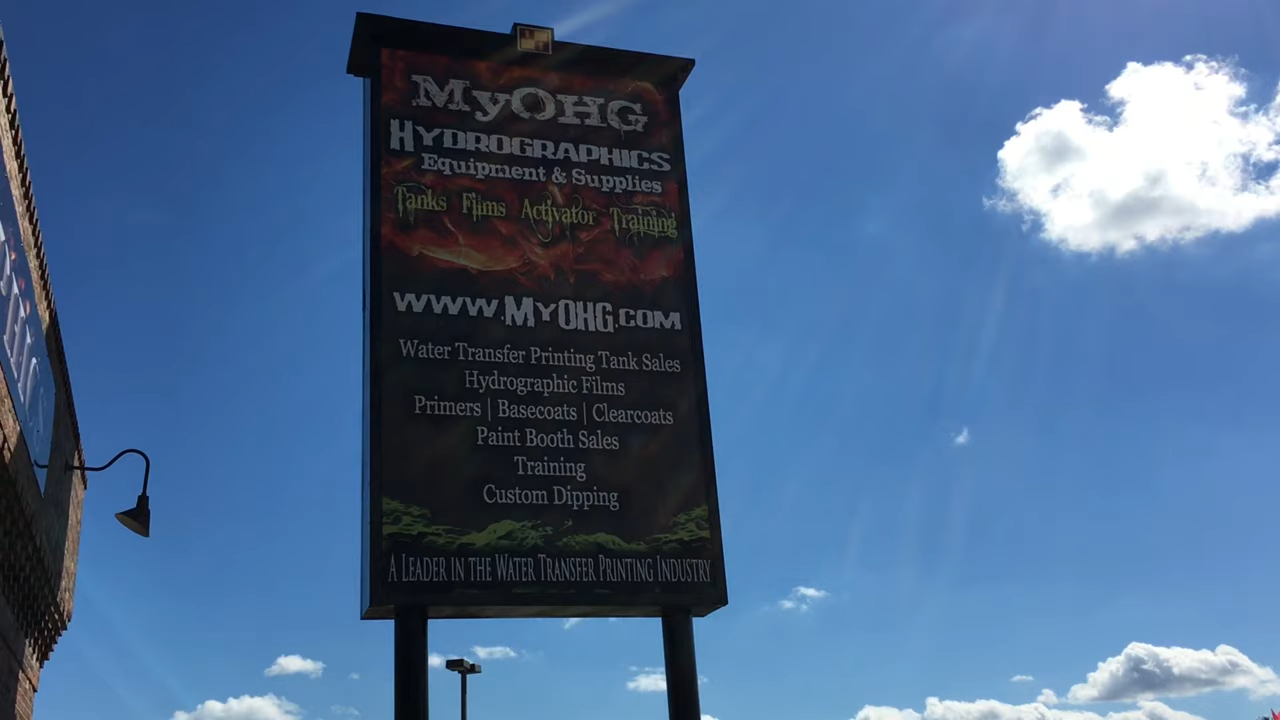 MyOHG
Hydrographics
Equipment & Supplies
Tanks Films Activator Training
www.MyOHG.com
Water Transfer Printing Tank Sales
Hydrographic Films
Primers | Basecoats | Clearcoats
Paint Booth Sales
Training
Custom Dipping
A Leader in the Water Transfer Printing Industry